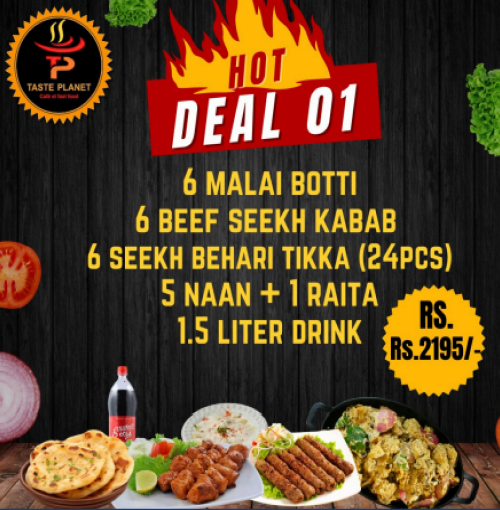 TP
TASTE PLANET
HOT
DEAL 01
6 MALAI BOTTI
6 BEEF SEEKH KABAB
6 SEEKH BEHARI TIKKA (24PCS)
5 NAAN + 1 RAITA
1.5 LITER DRINK
RS.
Rs.2195/-